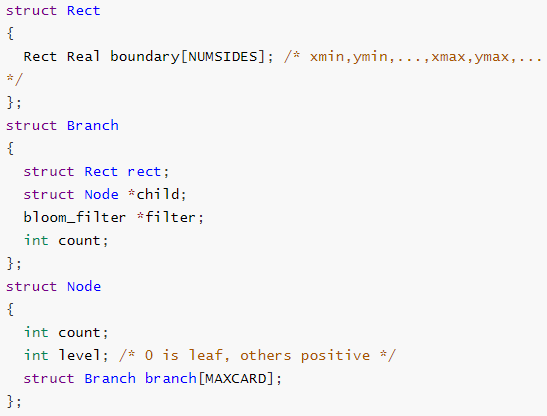 struct Rect
{
  Rect Real boundary[NUMSIDES]; /* xmin,ymin,...,xmax,ymax,...
*/
};
struct Branch
{
  struct Rect rect;
  struct Node *child;
  bloom_filter *filter;
  int count;
};
struct Node
{
  int count;
  int level; /* 0 is leaf, others positive */
  struct Branch branch[MAXCARD];
};